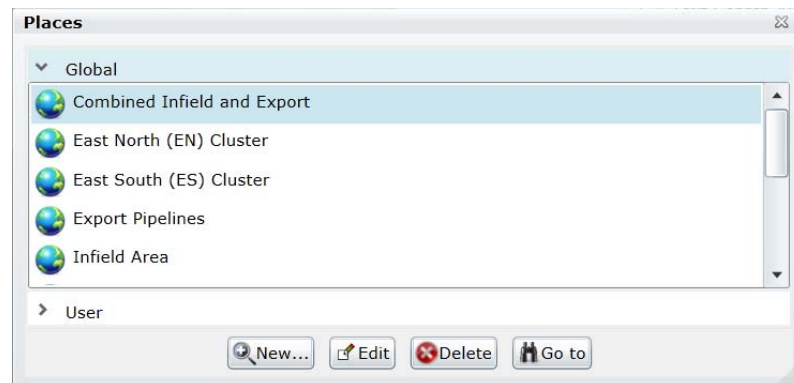 Places
Global
Combined Infield and Export
East North (EN) Cluster
East South (ES) Cluster
Export Pipelines
Infield Area
User
New... Edit Delete Go to